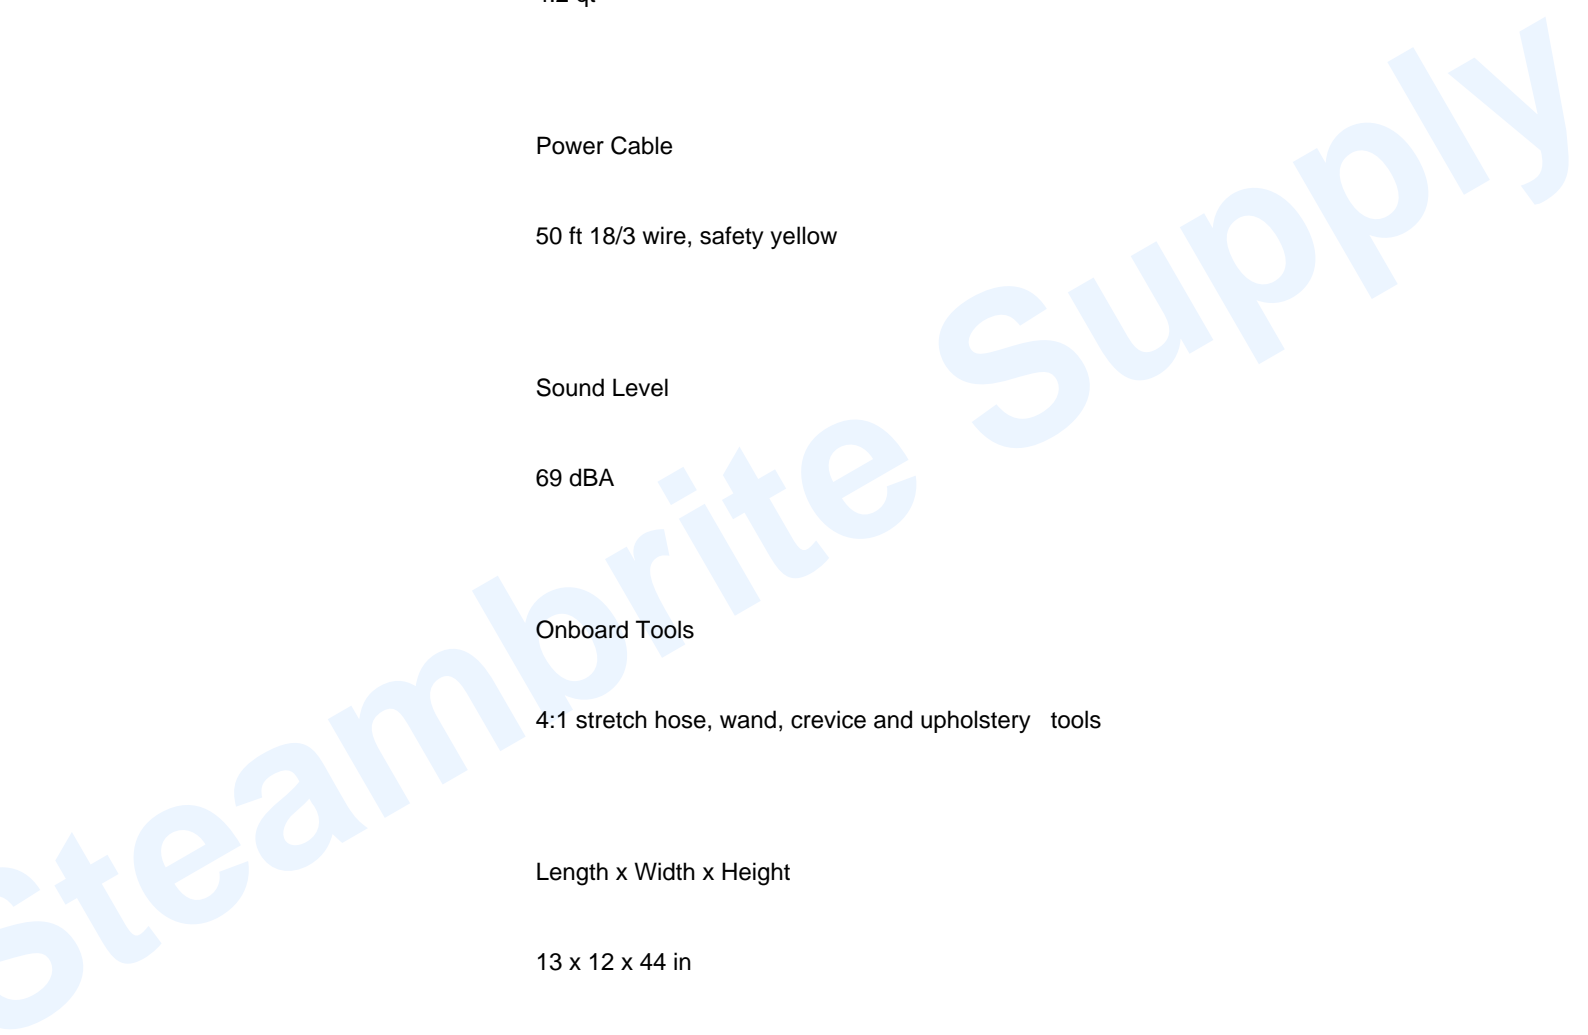 Power Cable
50 ft 18/3 wire, safety yellow
Sound Level
69 dBA
Onboard Tools
4:1 stretch hose, wand, crevice and upholstery   tools
Length x Width x Height
13 x 12 x 44 in
Steambrite Supply